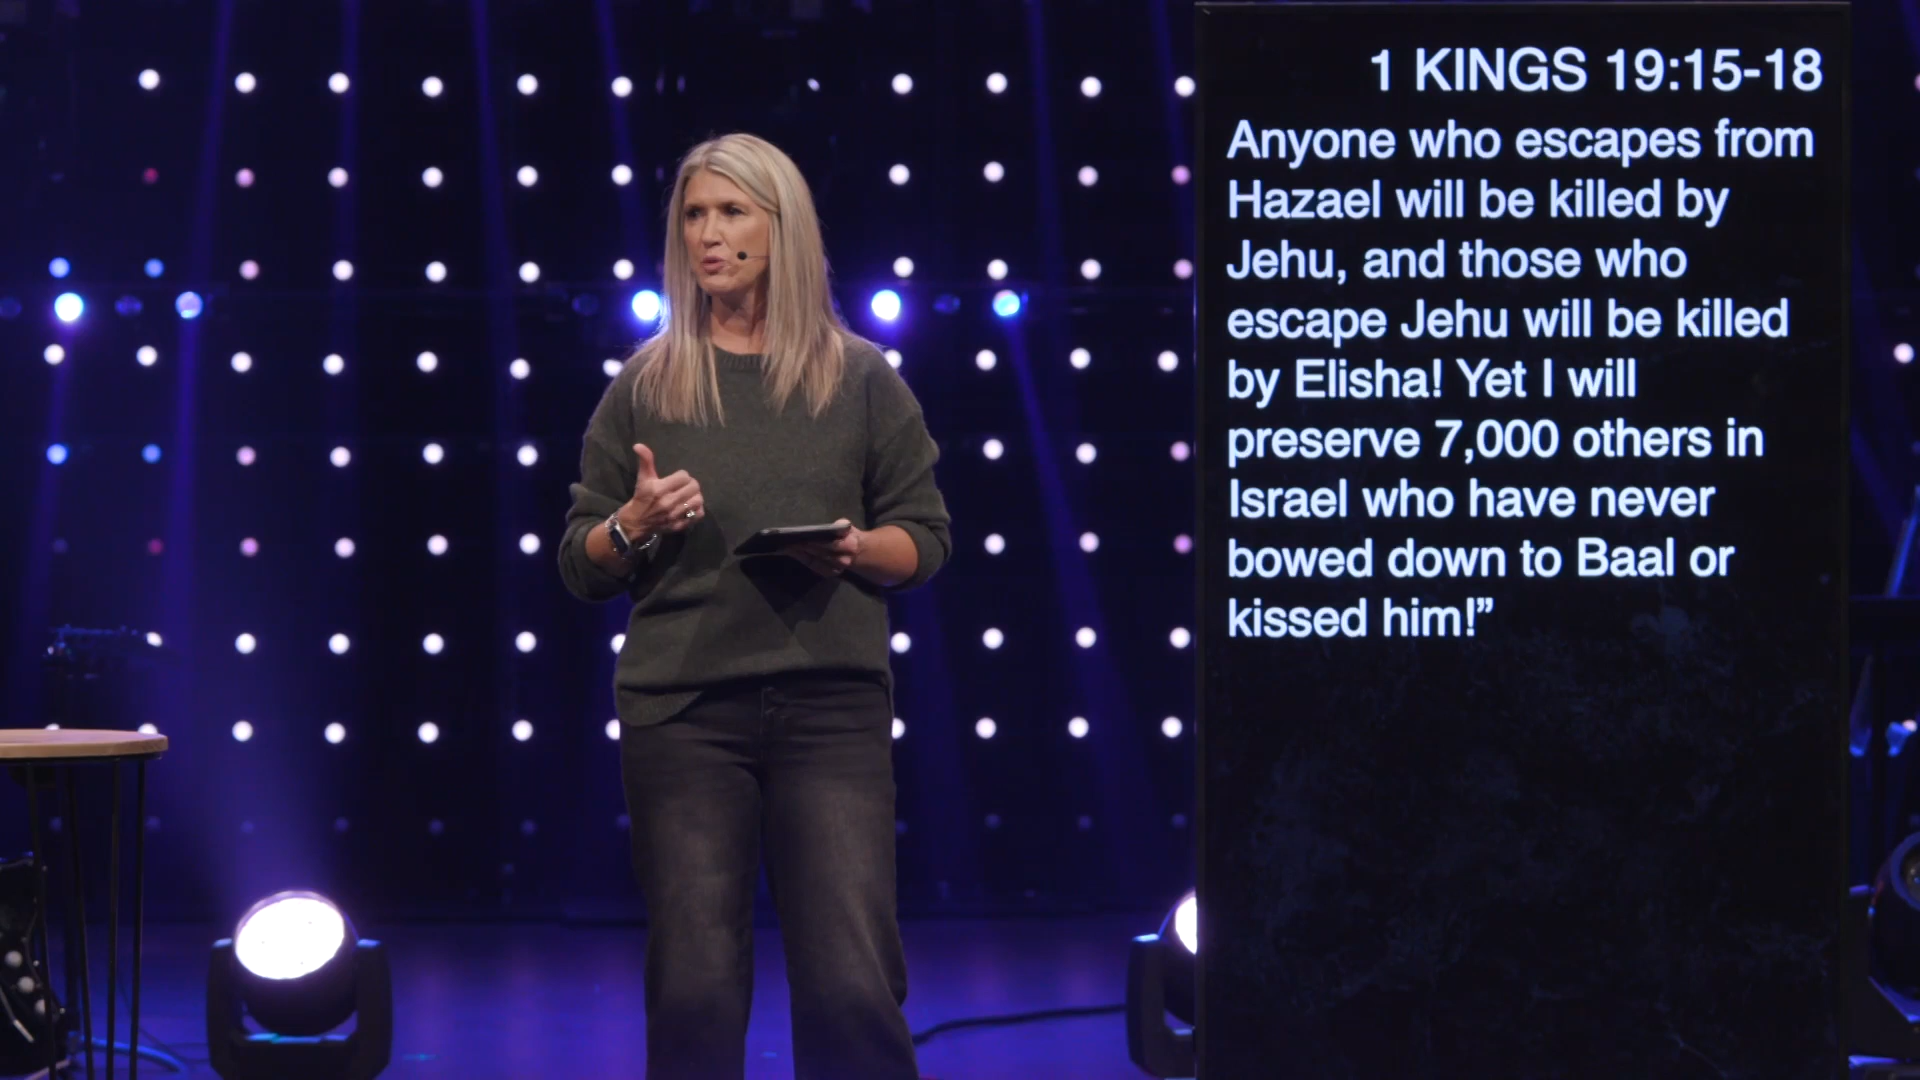 1 KINGS 19:15-18
Anyone who escapes from
Hazael will be killed by
Jehu, and those who
escape Jehu will be killed
by Elisha! Yet I will
preserve 7,000 others in
Israel who have never
bowed down to Baal or
kissed him!”